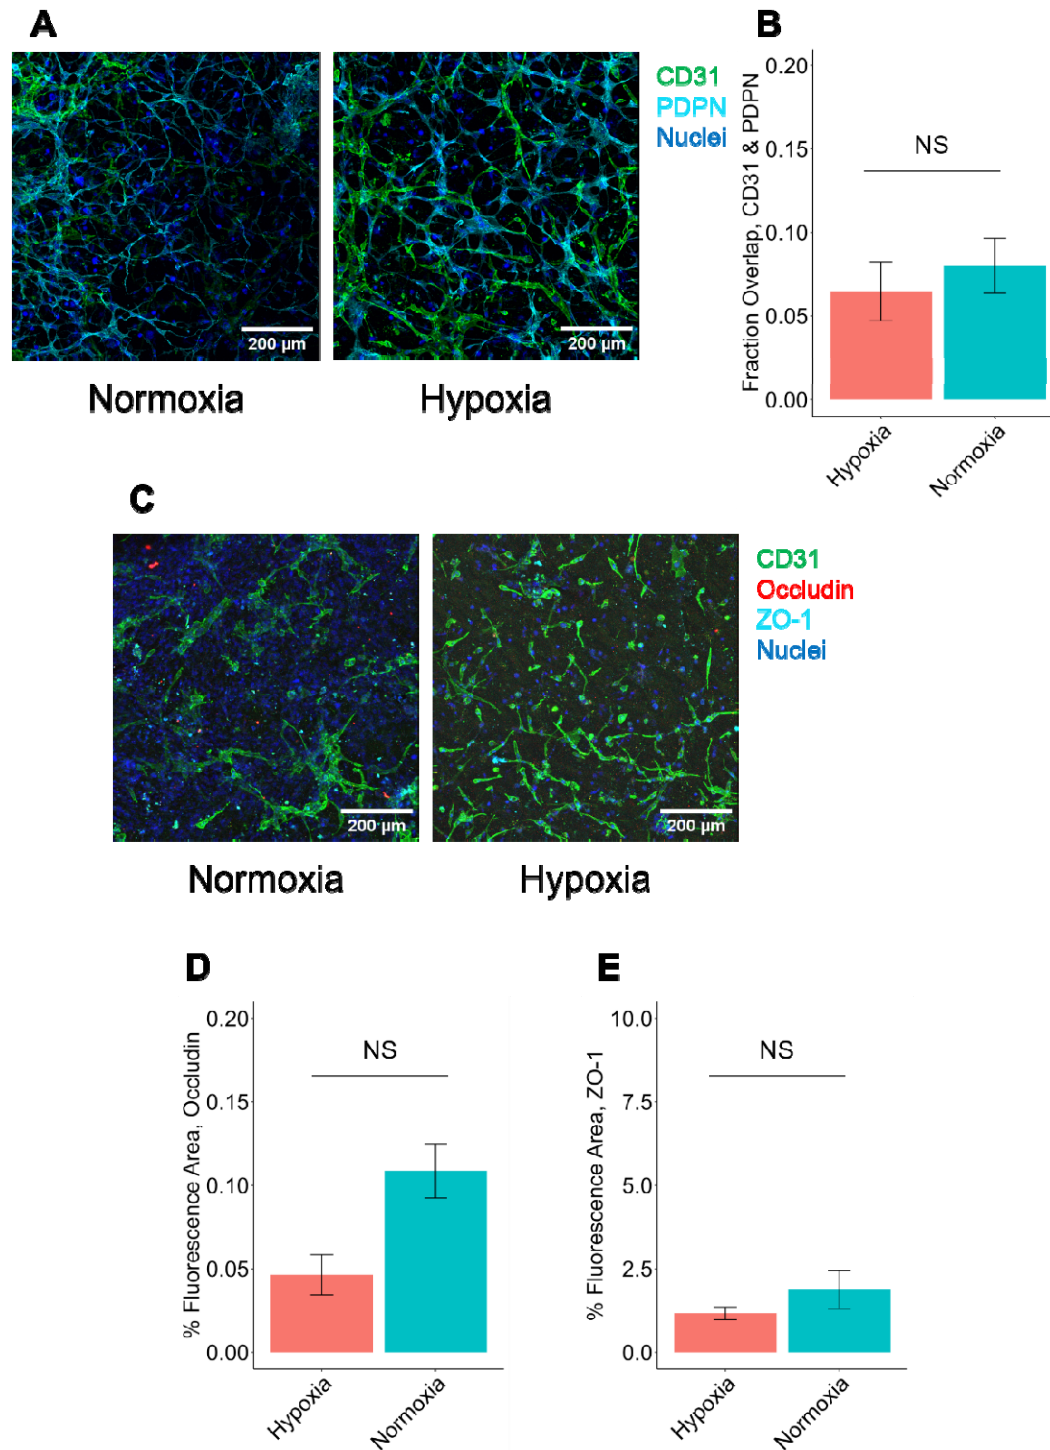 A
CD31
PDPN
Nuclei
200 µm
200 µm
Normoxia
Hypoxia
B
Fraction Overlap, CD31 & PDPN
0.20
0.15
0.10
0.05
0.00
NS
Hypoxia
Normoxia
C
CD31
Occludin
ZO-1
Nuclei
200 µm
200 µm
Normoxia
Hypoxia
D
% Fluorescence Area, Occludin
0.20
0.15
0.10
0.05
0.00
NS
Hypoxia
Normoxia
E
% Fluorescence Area, ZO-1
10.0
7.5
5.0
2.5
0.0
NS
Hypoxia
Normoxia